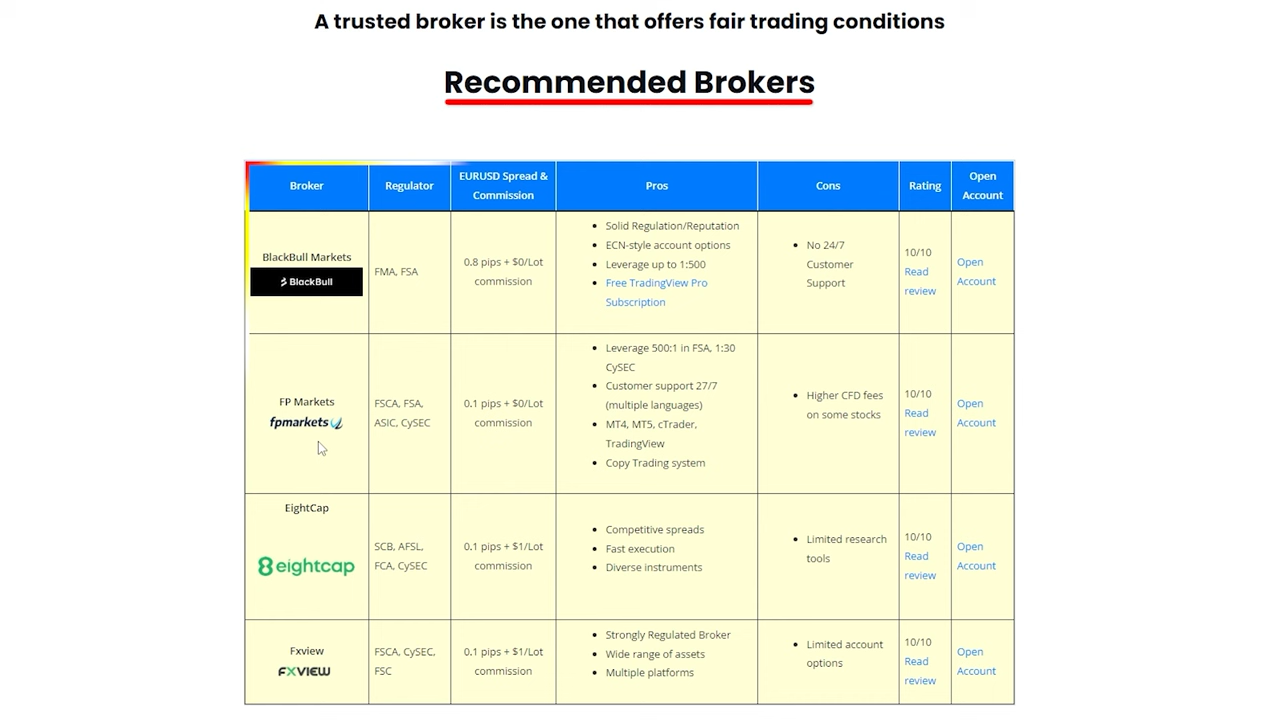 A trusted broker is the one that offers fair trading conditions
Recommended Brokers
Broker
Regulator
EURUSD Spread &
Commission
Pros
Cons
Rating
Open
Account
BlackBull Markets
BlackBull
FMA, FSA
0.8 pips + $0/Lot
commission
Solid Regulation/Reputation
ECN-style account options
Leverage up to 1:500
Free TradingView Pro
Subscription
No 24/7
Customer
Support
10/10
Read
review
Open
Account
FP Markets
fpmarkets
FSCA, FSA,
ASIC, CySEC
0.1 pips + $0/Lot
commission
Leverage 500:1 in FSA, 1:30
CySEC
Customer support 27/7
(multiple languages)
MT4, MT5, cTrader,
TradingView
Copy Trading system
Higher CFD fees
on some stocks
10/10
Read
review
Open
Account
EightCap
eightcap
SCB, AFSL,
FCA, CySEC
0.1 pips + $1/Lot
commission
Competitive spreads
Fast execution
Diverse instruments
Limited research
tools
10/10
Read
review
Open
Account
Fxview
FXVIEW
FSCA, CySEC,
FSC
0.1 pips + $1/Lot
commission
Strongly Regulated Broker
Wide range of assets
Multiple platforms
Limited account
options
10/10
Read
review
Open
Account